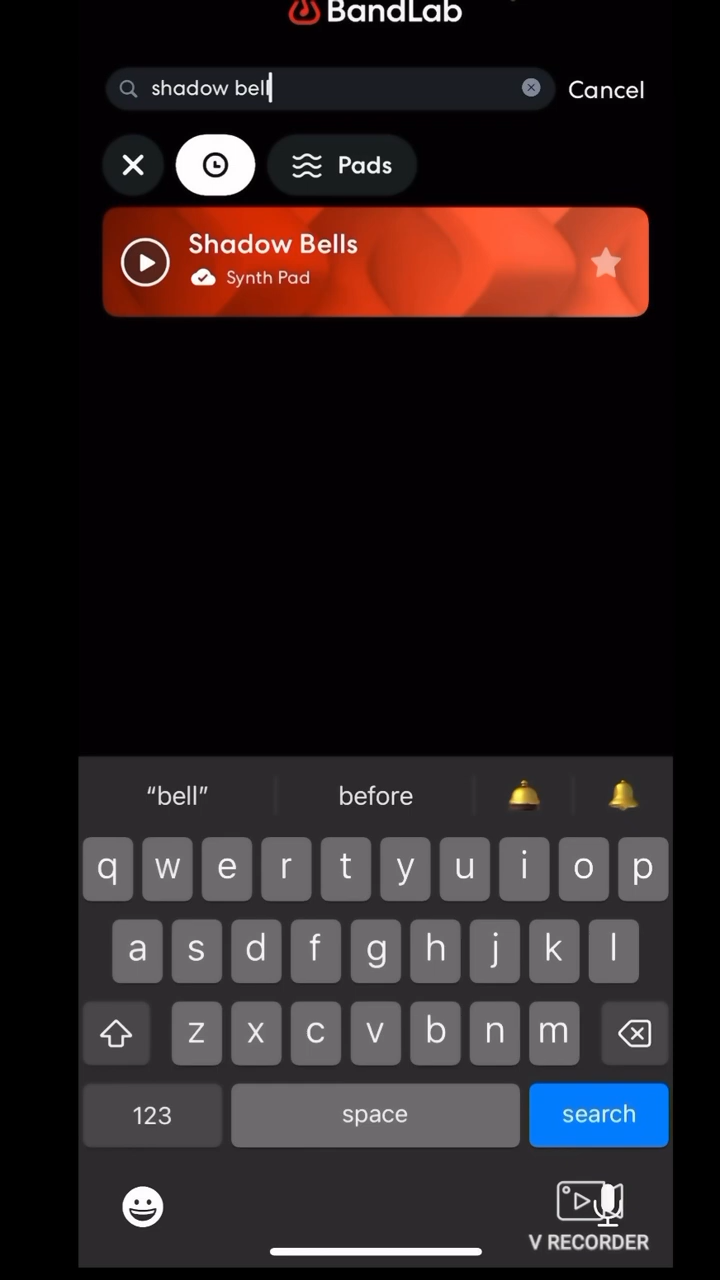 BandLab
shadow bell
Cancel
Pads
Shadow Bells
Synth Pad
“bell”
before
q w e r t y u i o p
a s d f g h j k l
z x c v b n m
123
space
search
V RECORDER